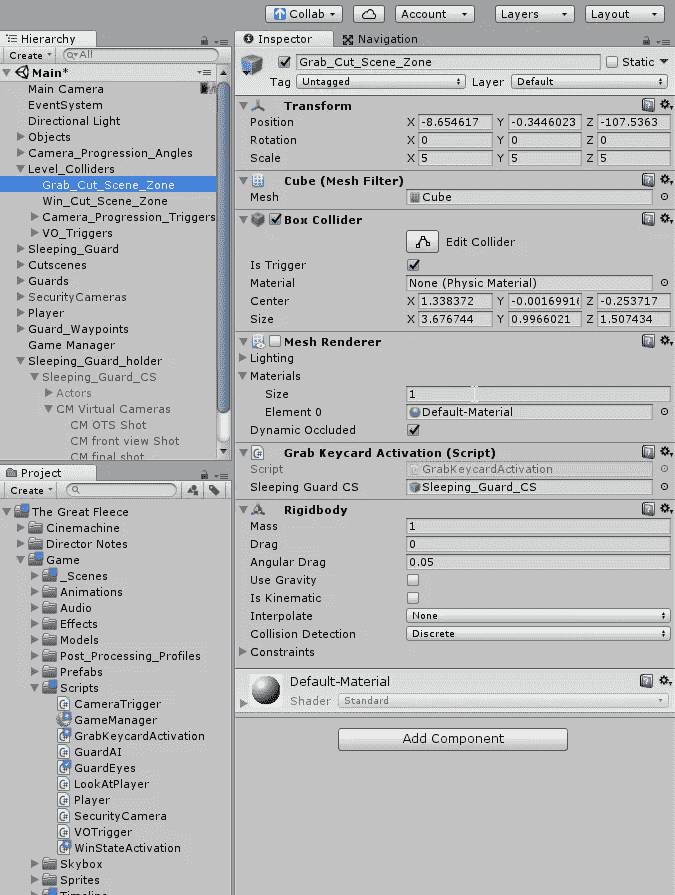 Collab
Account
Layers
Layout
Hierarchy
Create
All
Main*
Main Camera
EventSystem
Directional Light
Objects
Camera_Progression_Angles
Level_Colliders
Grab_Cut_Scene_Zone
Win_Cut_Scene_Zone
Camera_Progression_Triggers
VO_Triggers
Sleeping_Guard
Cutscenes
Guards
SecurityCameras
Player
Guard_Waypoints
Game Manager
Sleeping_Guard_holder
Sleeping_Guard_CS
Actors
CM Virtual Cameras
CM OTS Shot
CM front view Shot
CM final shot
Project
Create
The Great Fleece
Cinemachine
Director Notes
Game
_Scenes
Animations
Audio
Effects
Models
Post_Processing_Profiles
Prefabs
Scripts
CameraTrigger
GameManager
GrabKeycardActivation
GuardAI
GuardEyes
LookAtPlayer
Player
SecurityCamera
VOTrigger
WinStateActivation
Skybox
Sprites
Timeline
Inspector
Navigation
Grab_Cut_Scene_Zone
Static
Tag Untagged Layer Default
Transform
Position X -8.654617 Y -0.3446023 Z -107.5363
Rotation X 0 Y 0 Z 0
Scale X 5 Y 5 Z 5
Cube (Mesh Filter)
Mesh Cube
Box Collider
Edit Collider
Is Trigger
Material None (Physic Material)
Center X 1.338372 Y -0.0016991 Z -0.253717
Size X 3.676744 Y 0.9966021 Z 1.507434
Mesh Renderer
Lighting
Materials
Size 1
Element 0 Default-Material
Dynamic Occluded
Grab Keycard Activation (Script)
Script GrabKeycardActivation
Sleeping Guard CS Sleeping_Guard_CS
Rigidbody
Mass 1
Drag 0
Angular Drag 0.05
Use Gravity
Is Kinematic
Interpolate None
Collision Detection Discrete
Constraints
Default-Material
Shader Standard
Add Component